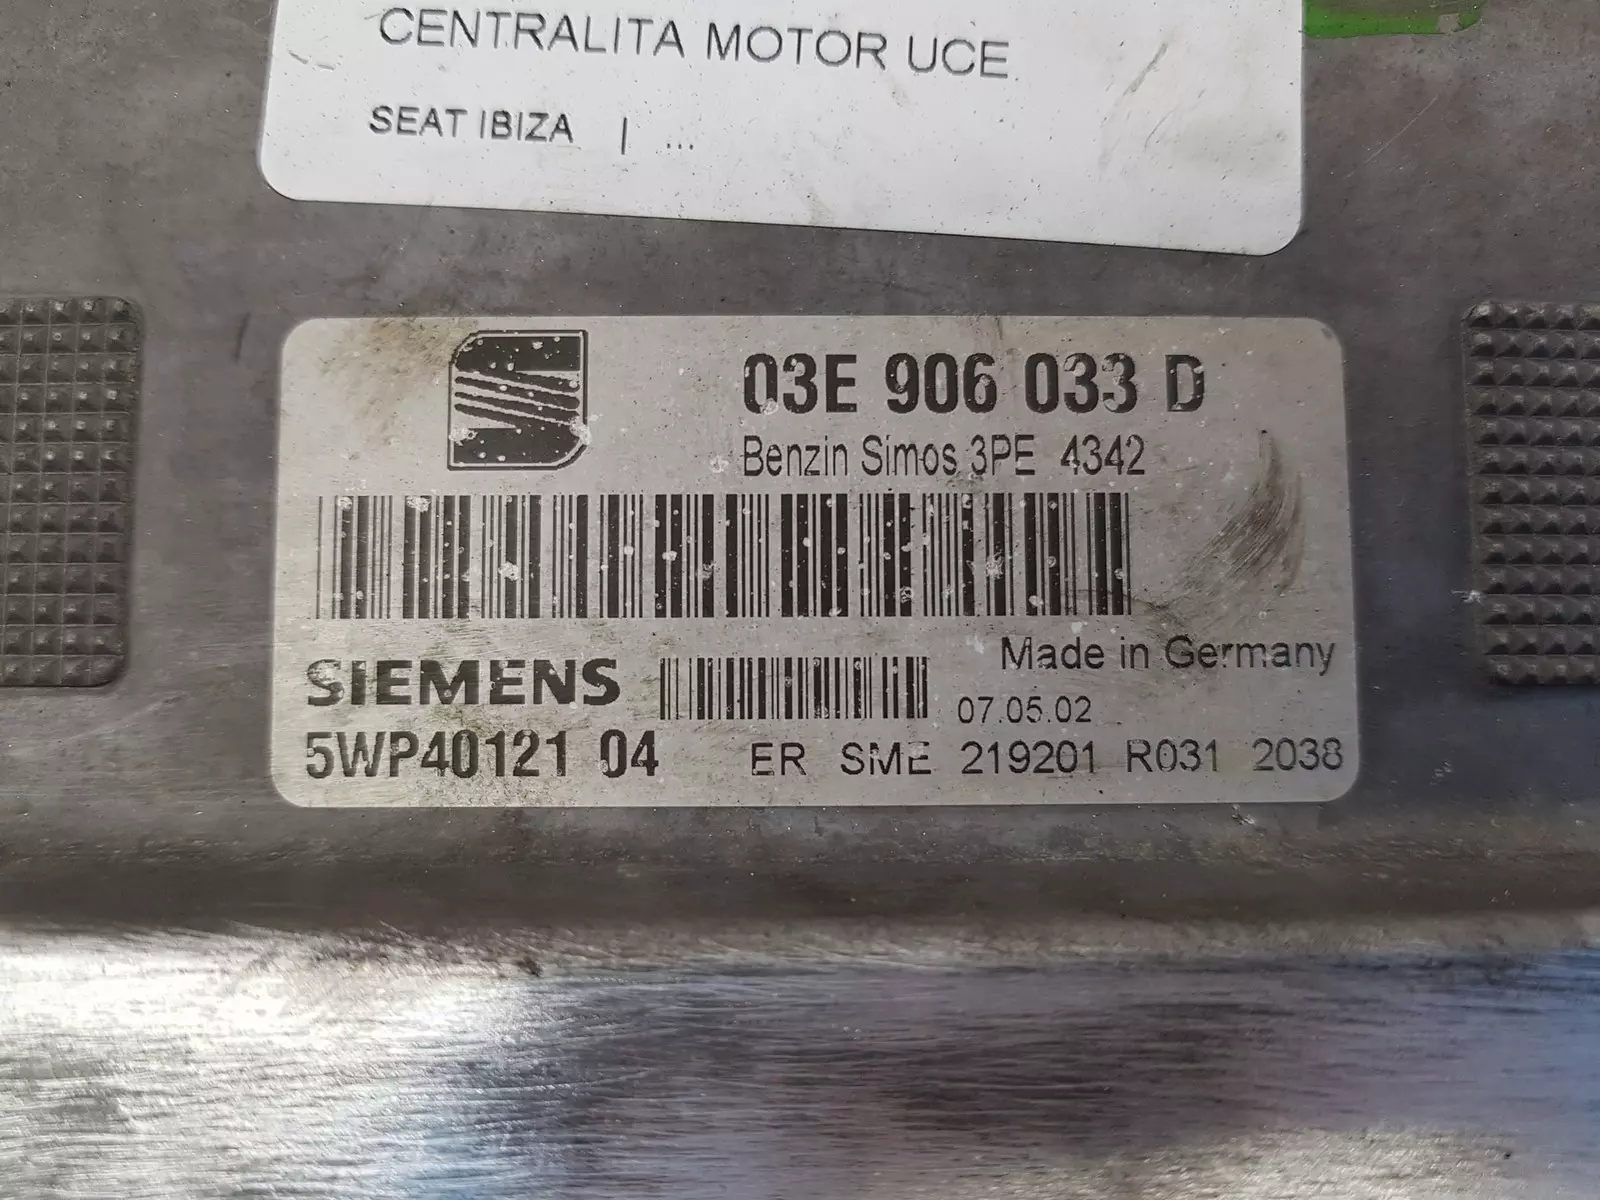 CENTRALITA MOTOR UCE
SEAT IBIZA | ...
03E 906 033 D
Benzin Simos 3PE 4342
Made in Germany
SIEMENS
07.05.02
5WP40121 04 ER SME 219201 R031 2038